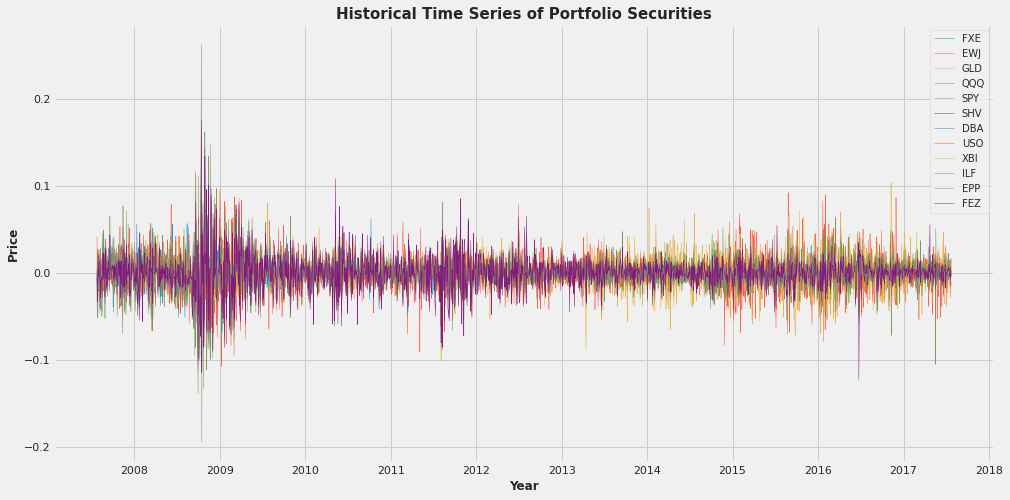 Historical Time Series of Portfolio Securities
FXE
EWJ
GLD
QQQ
SPY
SHV
DBA
USO
XBI
ILF
EPP
FEZ
Price
0.2
0.1
0.0
−0.1
−0.2
2008 2009 2010 2011 2012 2013 2014 2015 2016 2017 2018
Year